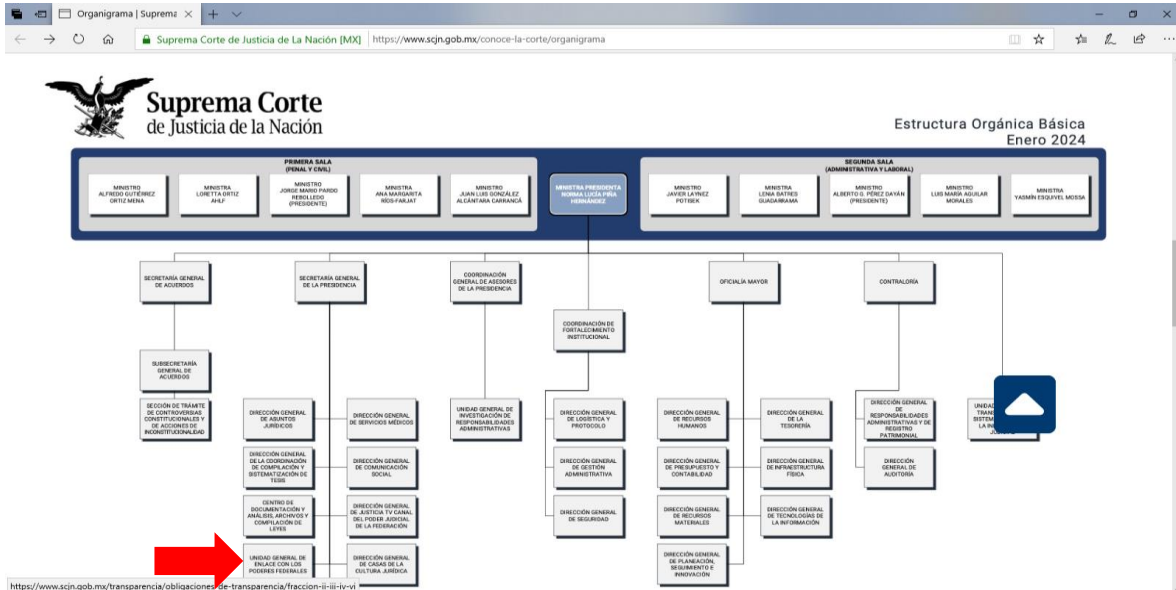 Organigrama | Suprema
Suprema Corte de Justicia de La Nación [MX]
https://www.scjn.gob.mx/conoce-la-corte/organigrama
Suprema Corte
de Justicia de la Nación
Estructura Orgánica Básica
Enero 2024
PRIMERA SALA
(PENAL Y CIVIL)
MINISTRO
ALFREDO GUTIÉRREZ
ORTIZ MENA
MINISTRA
LORETTA ORTIZ
AHLF
MINISTRO
JORGE MARIO PARDO
REBOLLEDO
(PRESIDENTE)
MINISTRA
ANA MARGARITA
RÍOS-FARJAT
MINISTRO
JUAN LUIS GONZÁLEZ
ALCÁNTARA CARRANCÁ
MINISTRA PRESIDENTA
NORMA LUCÍA PIÑA
HERNÁNDEZ
SEGUNDA SALA
(ADMINISTRATIVA Y LABORAL)
MINISTRO
JAVIER LAYNEZ
POTISEK
MINISTRA
LENIA BATRES
GUADARRAMA
MINISTRO
ALBERTO G. PÉREZ DAYÁN
(PRESIDENTE)
MINISTRO
LUIS MARÍA AGUILAR
MORALES
MINISTRA
YASMÍN ESQUIVEL MOSSA
SECRETARÍA GENERAL
DE ACUERDOS
SECRETARÍA GENERAL
DE LA PRESIDENCIA
COORDINACIÓN
GENERAL DE ASESORES
DE LA PRESIDENCIA
OFICIALÍA MAYOR
CONTRALORÍA
COORDINACIÓN DE
FORTALECIMIENTO
INSTITUCIONAL
SUBSECRETARÍA
GENERAL DE
ACUERDOS
SECCIÓN DE TRÁMITE
DE CONTROVERSIAS
CONSTITUCIONALES Y
DE ACCIONES DE
INCONSTITUCIONALIDAD
DIRECCIÓN GENERAL
DE ASUNTOS
JURÍDICOS
DIRECCIÓN GENERAL
DE SERVICIOS MÉDICOS
UNIDAD GENERAL DE
INVESTIGACIÓN DE
RESPONSABILIDADES
ADMINISTRATIVAS
DIRECCIÓN GENERAL
DE LOGÍSTICA Y
PROTOCOLO
DIRECCIÓN GENERAL
DE RECURSOS
HUMANOS
DIRECCIÓN GENERAL
DE LA
TESORERÍA
DIRECCIÓN GENERAL
DE
RESPONSABILIDADES
ADMINISTRATIVAS Y DE
REGISTRO
PATRIMONIAL
UNIDAD
TRANS
SISTEM
LA IN
DIRECCIÓN GENERAL
DE LA COORDINACIÓN
DE COMPILACIÓN Y
SISTEMATIZACIÓN DE
TESIS
DIRECCIÓN GENERAL
DE COMUNICACIÓN
SOCIAL
DIRECCIÓN GENERAL
DE GESTIÓN
ADMINISTRATIVA
DIRECCIÓN GENERAL
DE PRESUPUESTO Y
CONTABILIDAD
DIRECCIÓN GENERAL
DE INFRAESTRUCTURA
FÍSICA
DIRECCIÓN
GENERAL DE
AUDITORÍA
CENTRO DE
DOCUMENTACIÓN Y
ANÁLISIS, ARCHIVOS Y
COMPILACIÓN DE
LEYES
DIRECCIÓN GENERAL
DE JUSTICIA TV CANAL
DEL PODER JUDICIAL
DE LA FEDERACIÓN
DIRECCIÓN GENERAL
DE SEGURIDAD
DIRECCIÓN GENERAL
DE RECURSOS
MATERIALES
DIRECCIÓN GENERAL
DE TECNOLOGÍAS DE
LA INFORMACIÓN
UNIDAD GENERAL DE
ENLACE CON LOS
PODERES FEDERALES
DIRECCIÓN GENERAL
DE CASAS DE LA
CULTURA JURÍDICA
DIRECCIÓN GENERAL
DE PLANEACIÓN,
SEGUIMIENTO E
INNOVACIÓN
https://www.scjn.gob.mx/transparencia/obligaciones-de-transparencia/fraccion-ii-iii-iv-vi